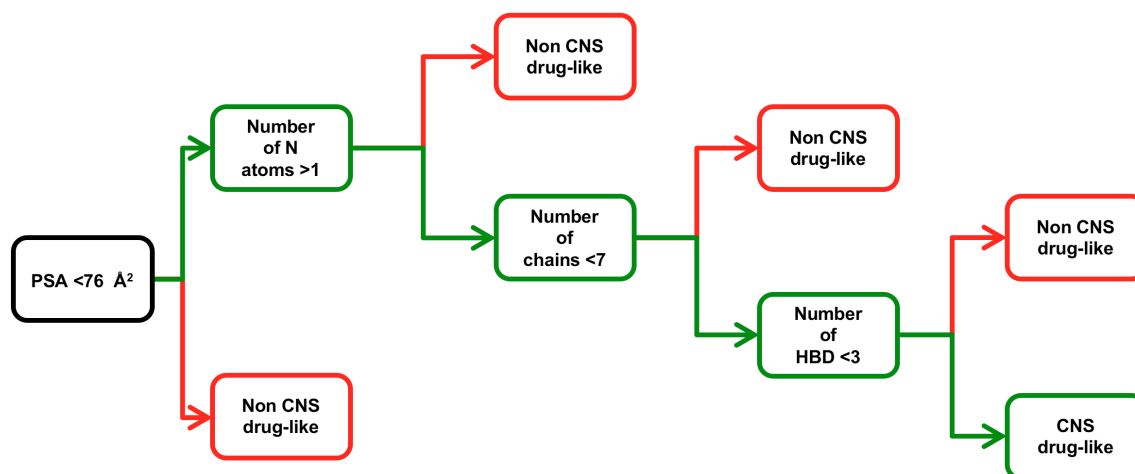 Non CNS
drug-like
Number
of N
atoms >1
Non CNS
drug-like
Number
of
chains <7
Non CNS
drug-like
PSA <76 Å²
Number
of
HBD <3
Non CNS
drug-like
CNS
drug-like